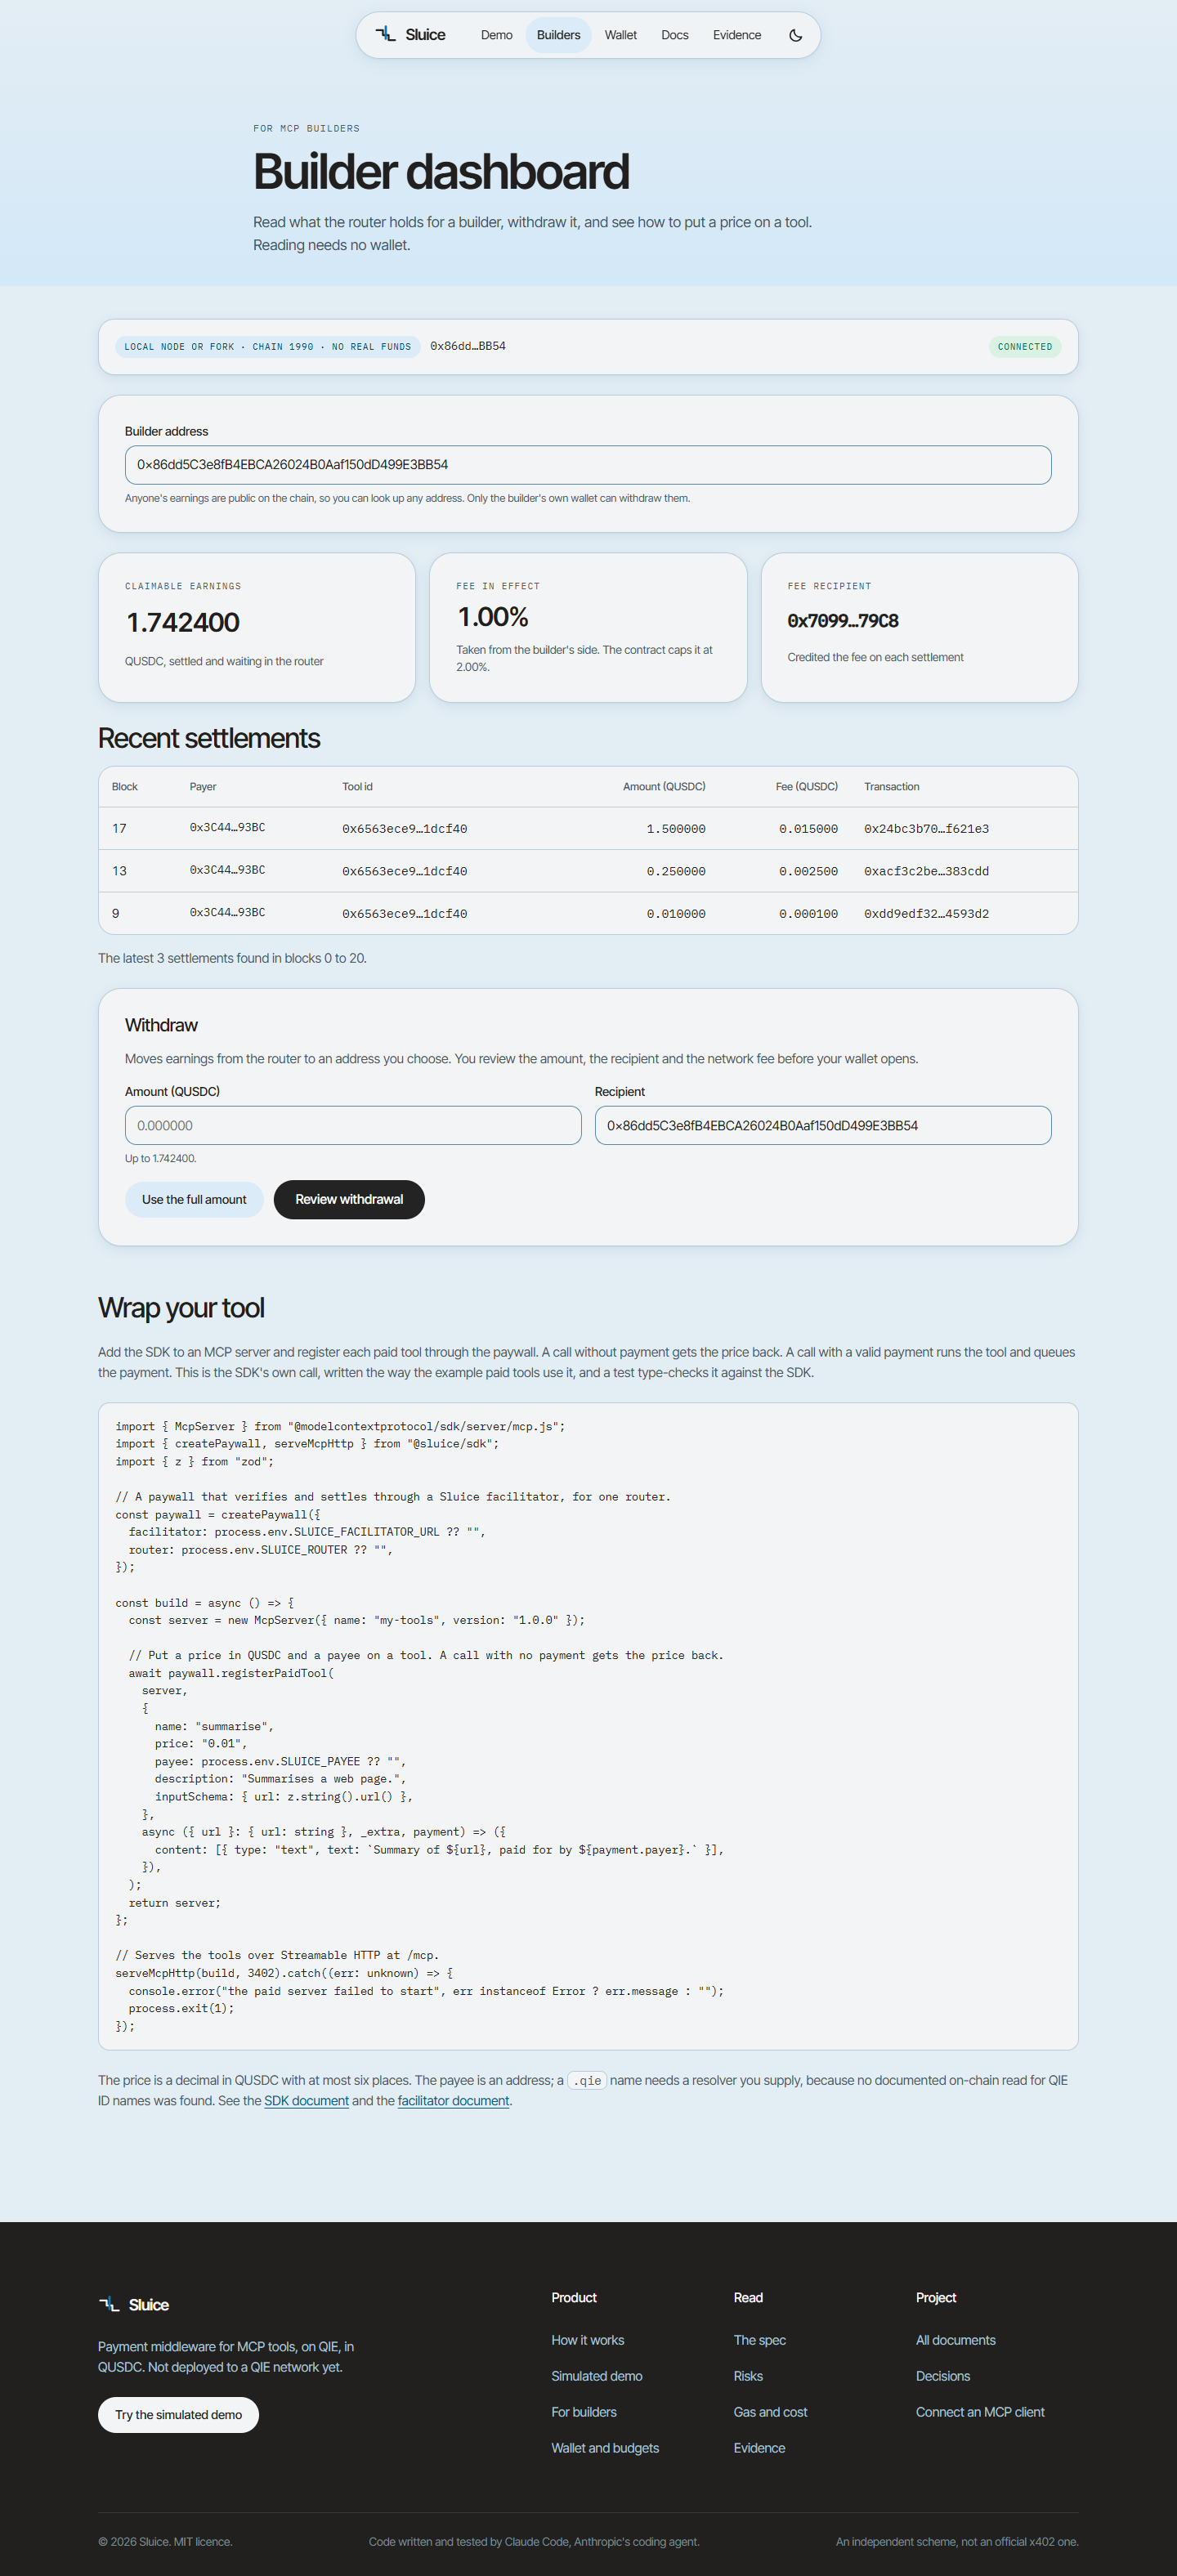 Sluice Demo Builders Wallet Docs Evidence
FOR MCP BUILDERS
Builder dashboard
Read what the router holds for a builder, withdraw it, and see how to put a price on a tool.
Reading needs no wallet.
LOCAL NODE OR FORK · CHAIN 1990 · NO REAL FUNDS 0x86dd…BB54 CONNECTED
Builder address
0x86dd5C3e8fB4EBCA26024B0Aaf150dD499E3BB54
Anyone's earnings are public on the chain, so you can look up any address. Only the builder's own wallet can withdraw them.
CLAIMABLE EARNINGS
1.742400
QUSDC, settled and waiting in the router
FEE IN EFFECT
1.00%
Taken from the builder's side. The contract caps it at
2.00%.
FEE RECIPIENT
0x7099…79C8
Credited the fee on each settlement
Recent settlements
Block Payer Tool id Amount (QUSDC) Fee (QUSDC) Transaction
17 0x3C44…93BC 0x6563ece9…1dcf40 1.500000 0.015000 0x24bc3b70…f621e3
13 0x3C44…93BC 0x6563ece9…1dcf40 0.250000 0.002500 0xacf3c2be…383cdd
9 0x3C44…93BC 0x6563ece9…1dcf40 0.010000 0.000100 0xdd9edf32…4593d2
The latest 3 settlements found in blocks 0 to 20.
Withdraw
Moves earnings from the router to an address you choose. You review the amount, the recipient and the network fee before your wallet opens.
Amount (QUSDC) Recipient
0.000000 0x86dd5C3e8fB4EBCA26024B0Aaf150dD499E3BB54
Up to 1.742400.
Use the full amount Review withdrawal
Wrap your tool
Add the SDK to an MCP server and register each paid tool through the paywall. A call without payment gets the price back. A call with a valid payment runs the tool and queues
the payment. This is the SDK's own call, written the way the example paid tools use it, and a test type-checks it against the SDK.
import { McpServer } from "@modelcontextprotocol/sdk/server/mcp.js";
import { createPaywall, serveMcpHttp } from "@sluice/sdk";
import { z } from "zod";
// A paywall that verifies and settles through a Sluice facilitator, for one router.
const paywall = createPaywall({
  facilitator: process.env.SLUICE_FACILITATOR_URL ?? "",
  router: process.env.SLUICE_ROUTER ?? "",
});
const build = async () => {
  const server = new McpServer({ name: "my-tools", version: "1.0.0" });
  // Put a price in QUSDC and a payee on a tool. A call with no payment gets the price back.
  await paywall.registerPaidTool(
    server,
    {
      name: "summarise",
      price: "0.01",
      payee: process.env.SLUICE_PAYEE ?? "",
      description: "Summarises a web page.",
      inputSchema: { url: z.string().url() },
    },
    async ({ url }: { url: string }, _extra, payment) => ({
      content: [{ type: "text", text: `Summary of ${url}, paid for by ${payment.payer}.` }],
    }),
  );
  return server;
};
// Serves the tools over Streamable HTTP at /mcp.
serveMcpHttp(build, 3402).catch((err: unknown) => {
  console.error("the paid server failed to start", err instanceof Error ? err.message : "");
  process.exit(1);
});
The price is a decimal in QUSDC with at most six places. The payee is an address; a .qie name needs a resolver you supply, because no documented on-chain read for QIE
ID names was found. See the SDK document and the facilitator document.
Sluice
Payment middleware for MCP tools, on QIE, in
QUSDC. Not deployed to a QIE network yet.
Try the simulated demo
Product
How it works
Simulated demo
For builders
Wallet and budgets
Read
The spec
Risks
Gas and cost
Evidence
Project
All documents
Decisions
Connect an MCP client
© 2026 Sluice. MIT licence. Code written and tested by Claude Code, Anthropic's coding agent. An independent scheme, not an official x402 one.